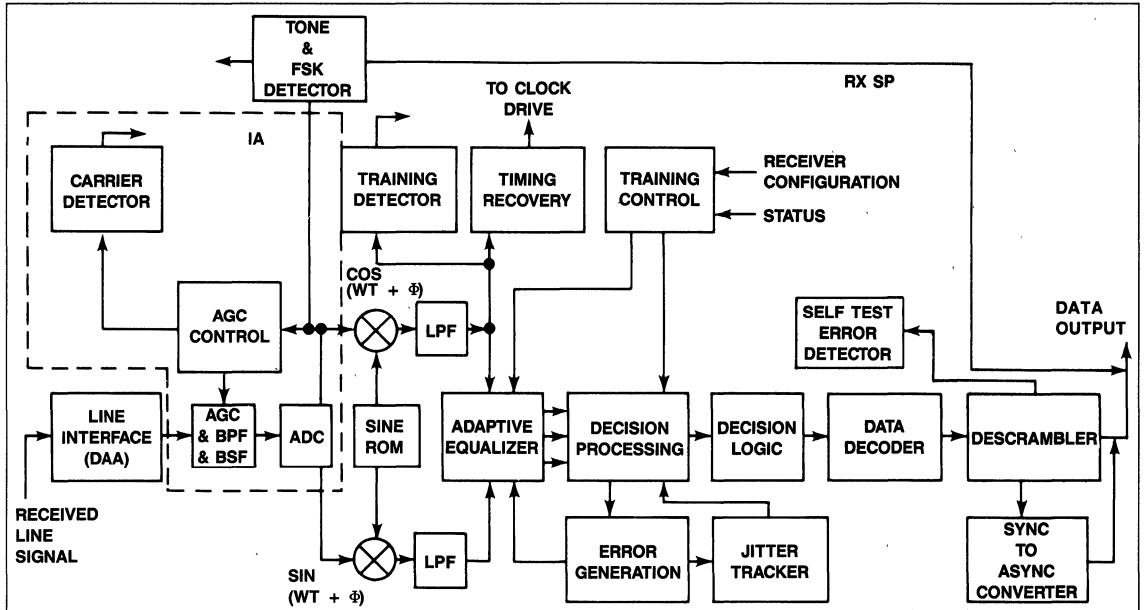 TONE
&
FSK
DETECTOR
RX SP
TO CLOCK
DRIVE
IA
CARRIER
DETECTOR
TRAINING
DETECTOR
TIMING
RECOVERY
TRAINING
CONTROL
RECEIVER
CONFIGURATION
STATUS
COS
(WT + Φ)
AGC
CONTROL
LPF
SELF TEST
ERROR
DETECTOR
DATA
OUTPUT
LINE
INTERFACE
(DAA)
AGC
& BPF
& BSF
ADC
SINE
ROM
ADAPTIVE
EQUALIZER
DECISION
PROCESSING
DECISION
LOGIC
DATA
DECODER
DESCRAMBLER
RECEIVED
LINE
SIGNAL
SIN
(WT + Φ)
LPF
ERROR
GENERATION
JITTER
TRACKER
SYNC
TO
ASYNC
CONVERTER